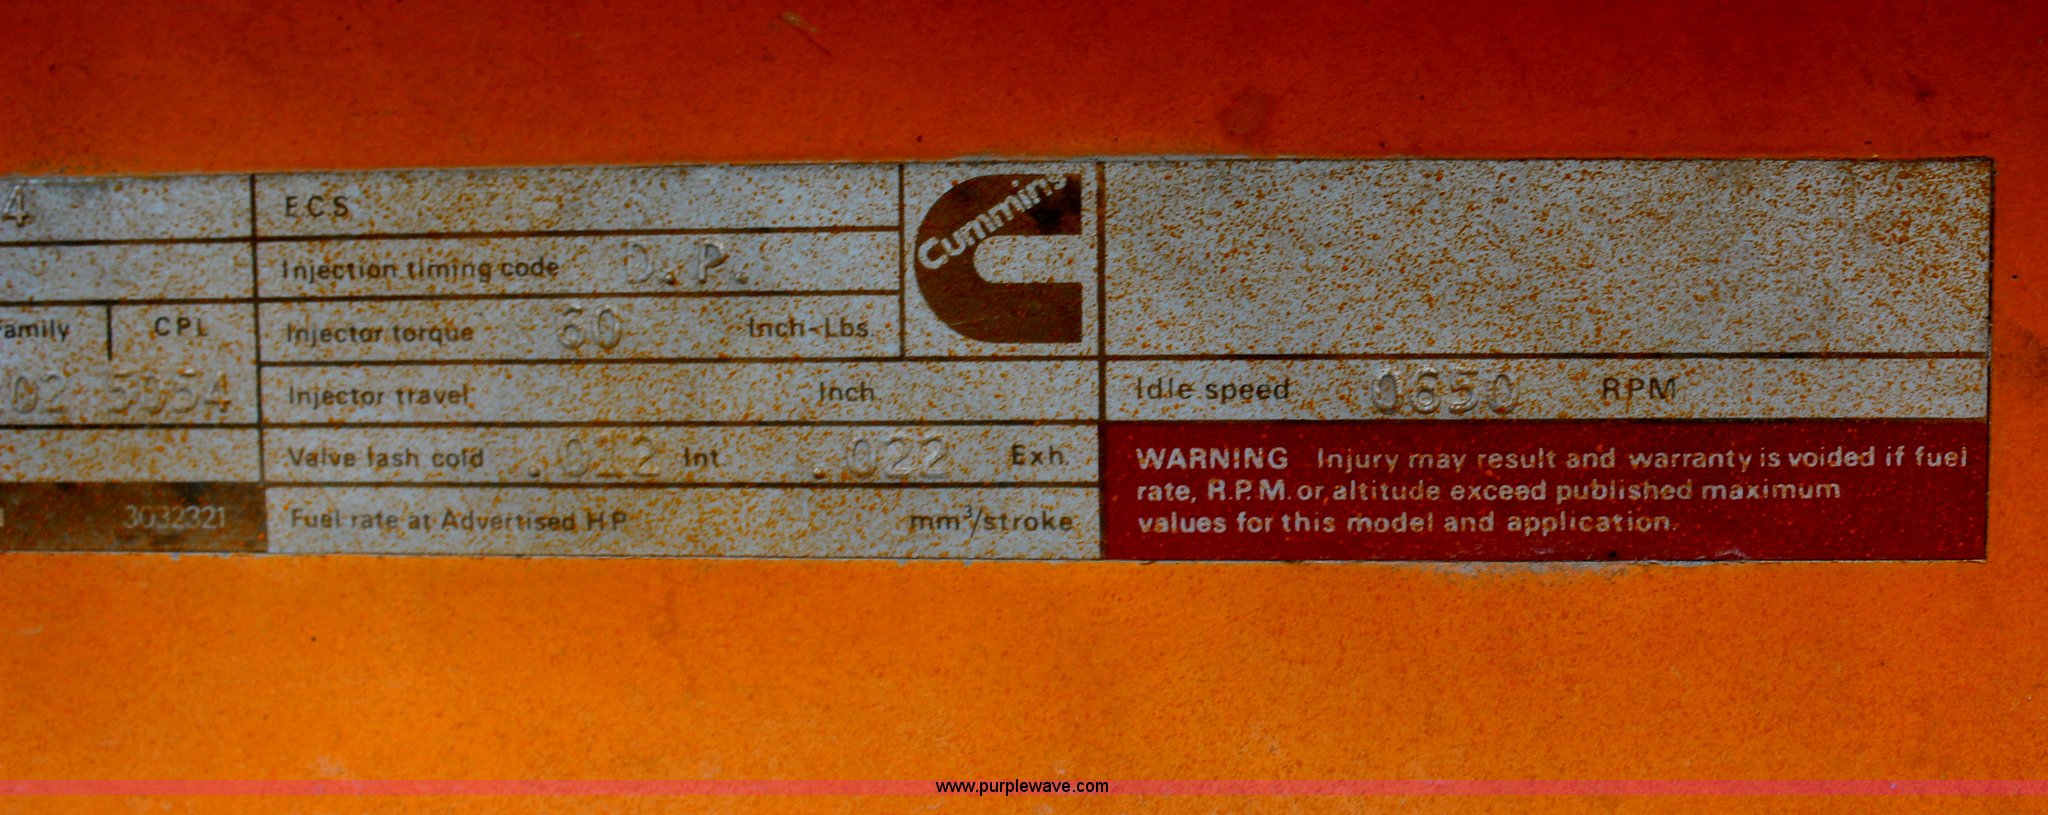 4
ECS
Injection timing code D.P.
amily CPL
Injector torque 60 Inch-Lbs.
02 5054
Injector travel Inch
Idle speed 0650 RPM
Valve lash cold .012 Int .022 Exh.
3032321
Fuel rate at Advertised HP mm³/stroke
Cummins
WARNING Injury may result and warranty is voided if fuel
rate, R.P.M. or altitude exceed published maximum
values for this model and application.
www.purplewave.com